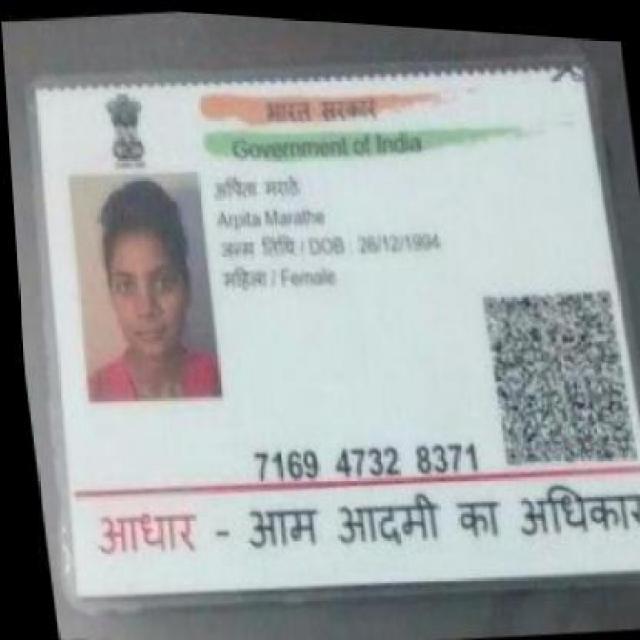 भारत सरकार
Government of India
अर्पिता मराठे
Arpita Marathe
जन्म तिथि / DOB : 26/12/1994
महिला / Female
7169 4732 8371
आधार - आम आदमी का अधिकार